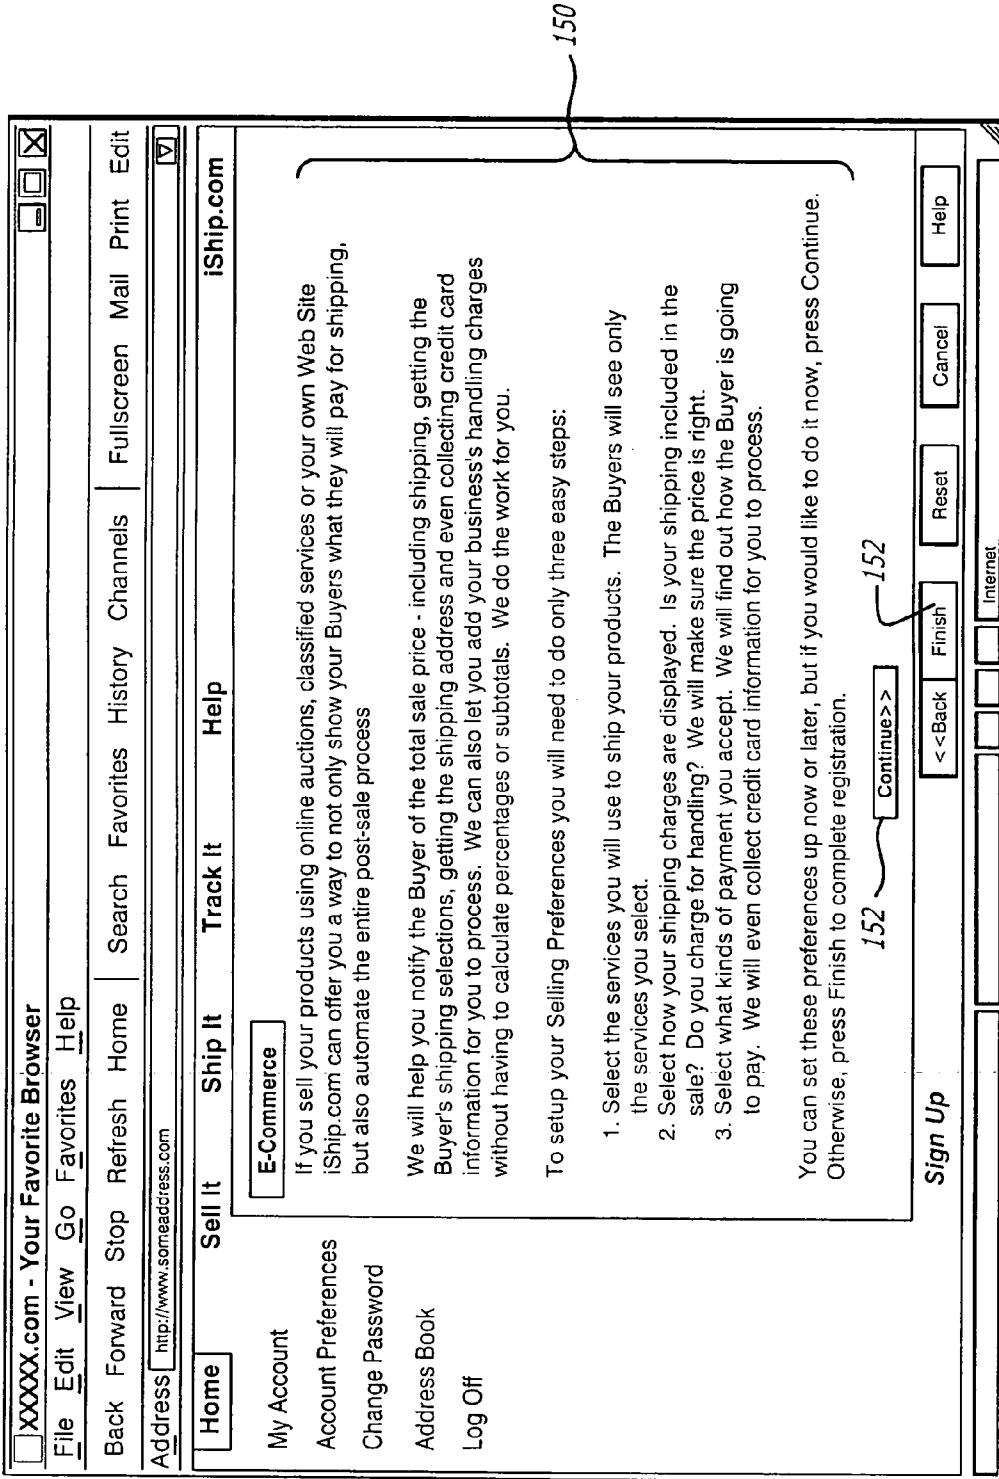 XXXXX.com - Your Favorite Browser
File Edit View Go Favorites Help
Back Forward Stop Refresh Home Search Favorites History Channels Fullscreen Mail Print Edit
Address http://www.someaddress.com
Home Sell It Ship It Track It Help iShip.com
My Account
Account Preferences
Change Password
Address Book
Log Off
E-Commerce
If you sell your products using online auctions, classified services or your own Web Site
iShip.com can offer you a way to not only show your Buyers what they will pay for shipping,
but also automate the entire post-sale process
We will help you notify the Buyer of the total sale price - including shipping, getting the
Buyer's shipping selections, getting the shipping address and even collecting credit card
information for you to process. We can also let you add your business's handling charges
without having to calculate percentages or subtotals. We do the work for you.
To setup your Selling Preferences you will need to do only three easy steps:
1. Select the services you will use to ship your products. The Buyers will see only
the services you select.
2. Select how your shipping charges are displayed. Is your shipping included in the
sale? Do you charge for handling? We will make sure the price is right.
3. Select what kinds of payment you accept. We will find out how the Buyer is going
to pay. We will even collect credit card information for you to process.
You can set these preferences up now or later, but if you would like to do it now, press Continue.
Otherwise, press Finish to complete registration.
150
152 Continue>> 152
Sign Up <<Back Finish Reset Cancel Help
Internet